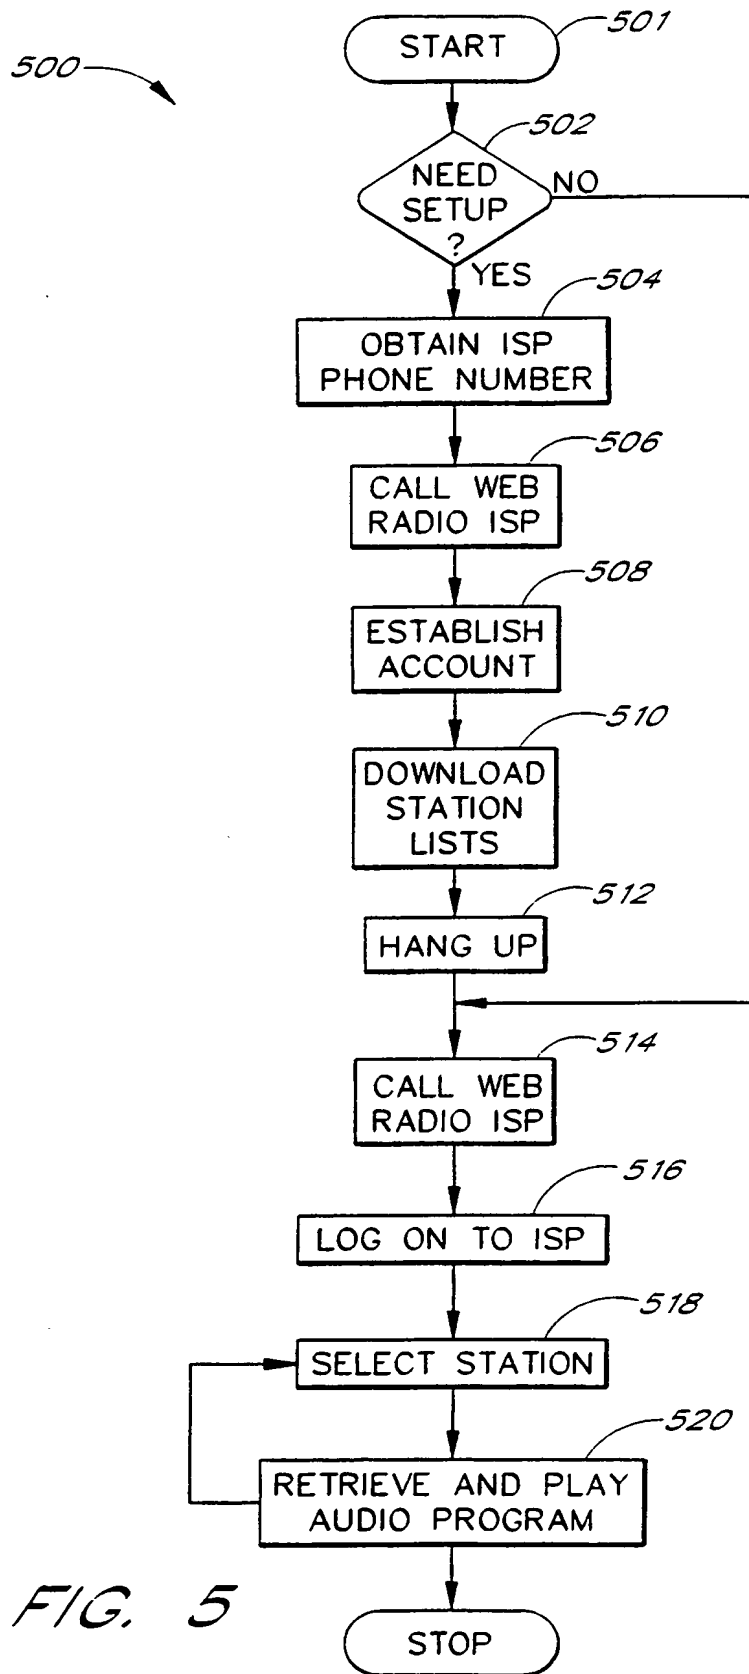 501
START
500
502
NEED
SETUP
?
NO
YES
504
OBTAIN ISP
PHONE NUMBER
506
CALL WEB
RADIO ISP
508
ESTABLISH
ACCOUNT
510
DOWNLOAD
STATION
LISTS
512
HANG UP
514
CALL WEB
RADIO ISP
516
LOG ON TO ISP
518
SELECT STATION
520
RETRIEVE AND PLAY
AUDIO PROGRAM
FIG. 5
STOP